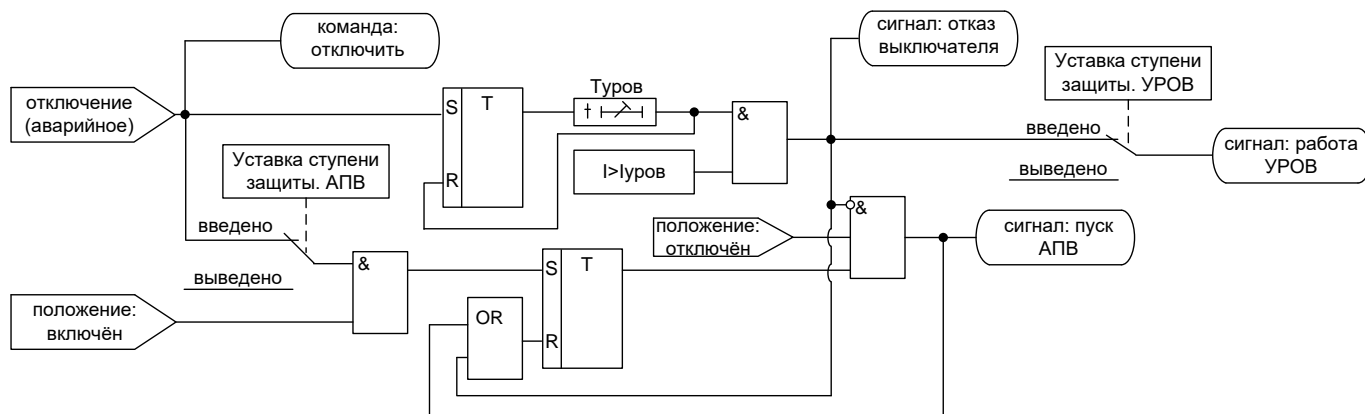 команда:
отключить
сигнал: отказ
выключателя
отключение
(аварийное)
S
T
R
Туров
&
I>Iуров
Уставка ступени
защиты. УРОВ
введено
выведено
сигнал: работа
УРОВ
Уставка ступени
защиты. АПВ
введено
выведено
&
положение:
включён
S
T
R
OR
положение:
отключён
&
сигнал: пуск
АПВ